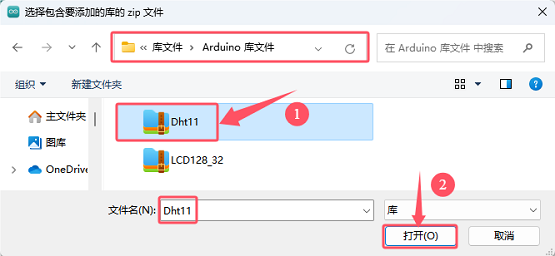 选择包含要添加的库的 zip 文件
« 库文件 > Arduino 库文件
在 Arduino 库文件 中搜索
组织 新建文件夹
主文件夹
图库
OneDrive
Dht11
1
LCD128_32
2
文件名(N): Dht11 库
打开(O) 取消